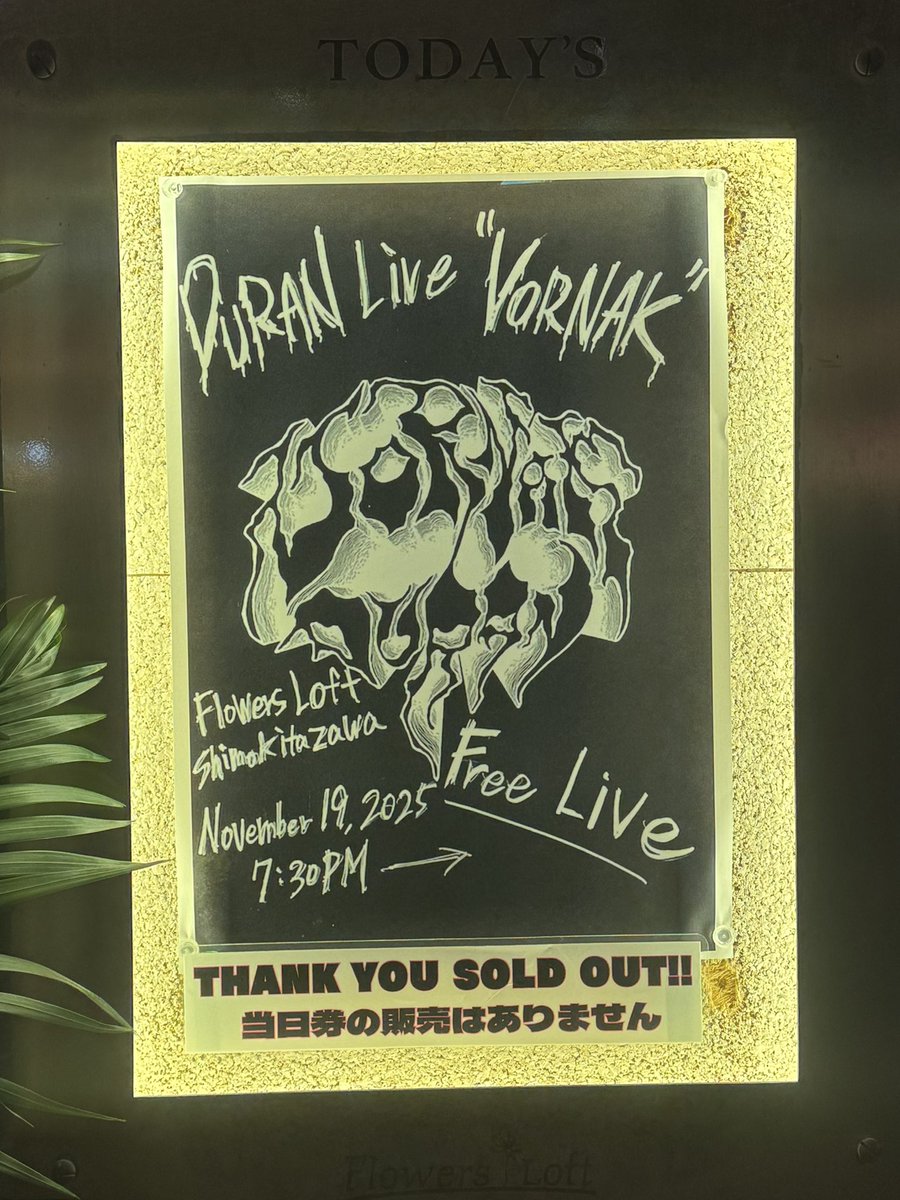 TODAY'S
DURAN Live "VORNAK"
Flowers Loft
Shimokitazawa
November 19, 2025
7:30PM →
Free Live
THANK YOU SOLD OUT!!
当日券の販売はありません
Flowers Loft